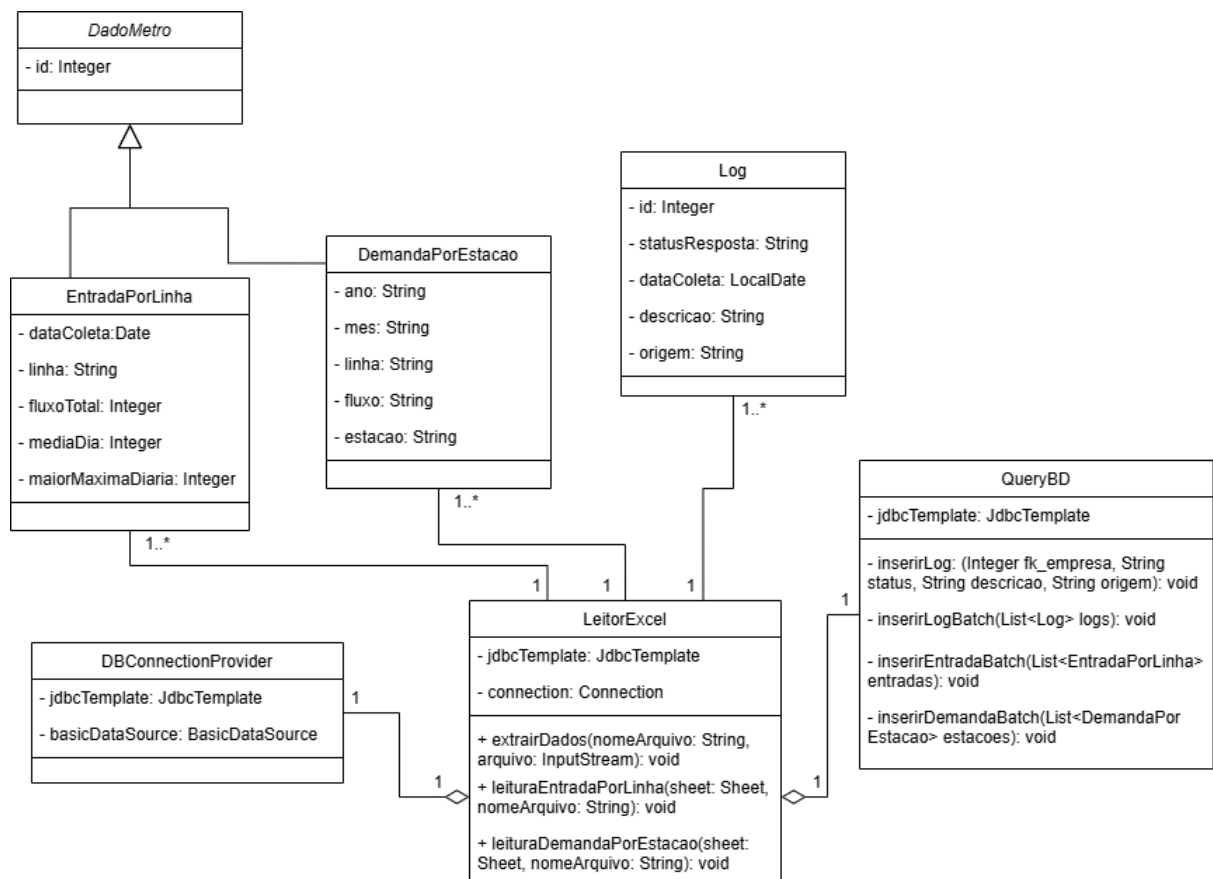 DadoMetro
- id: Integer
Log
- id: Integer
- statusResposta: String
- dataColeta: LocalDate
- descricao: String
- origem: String
1..*
DemandaPorEstacao
- ano: String
- mes: String
- linha: String
- fluxo: String
- estacao: String
1..*
EntradaPorLinha
- dataColeta:Date
- linha: String
- fluxoTotal: Integer
- mediaDia: Integer
- maiorMaximaDiaria: Integer
1..*
QueryBD
- jdbcTemplate: JdbcTemplate
- inserirLog: (Integer fk_empresa, String
status, String descricao, String origem): void
- inserirLogBatch(List<Log> logs): void
- inserirEntradaBatch(List<EntradaPorLinha>
entradas): void
- inserirDemandaBatch(List<DemandaPor
Estacao> estacoes): void
1
1
1
1
LeitorExcel
- jdbcTemplate: JdbcTemplate
- connection: Connection
+ extrairDados(nomeArquivo: String,
arquivo: InputStream): void
+ leituraEntradaPorLinha(sheet: Sheet,
nomeArquivo: String): void
+ leituraDemandaPorEstacao(sheet:
Sheet, nomeArquivo: String): void
DBConnectionProvider
- jdbcTemplate: JdbcTemplate
- basicDataSource: BasicDataSource
1
1
1